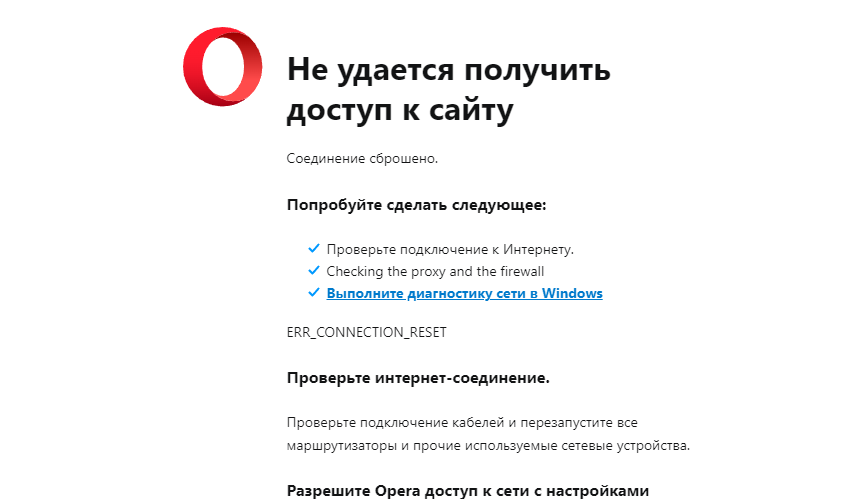 Не удается получить
доступ к сайту
Соединение сброшено.
Попробуйте сделать следующее:
Проверьте подключение к Интернету.
Checking the proxy and the firewall
Выполните диагностику сети в Windows
ERR_CONNECTION_RESET
Проверьте интернет-соединение.
Проверьте подключение кабелей и перезапустите все
маршрутизаторы и прочие используемые сетевые устройства.
Разрешите Opera доступ к сети с настройками